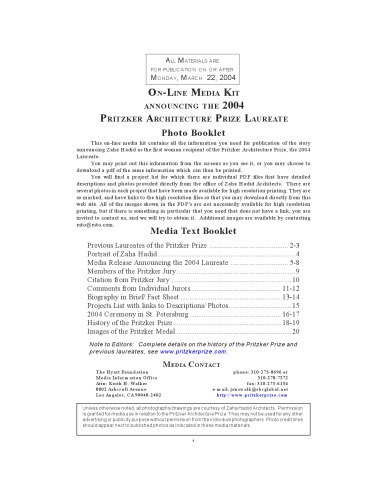 ALL MATERIALS ARE
FOR PUBLICATION ON OR AFTER
MONDAY, MARCH 22, 2004
ON-LINE MEDIA KIT
ANNOUNCING THE 2004
PRITZKER ARCHITECTURE PRIZE LAUREATE
Photo Booklet
This on-line media kit contains all the information you need for publication of the story
announcing Zaha Hadid as the first woman recipient of the Pritzker Architecture Prize, the 2004
Laureate.
You may print out this information from the screens as you see it, or you may choose to
download a pdf of the same information which can then be printed.
You will find a project list for which there are individual PDF files that have detailed
descriptions and photos provided directly from the office of Zaha Hadid Architects. There are
several photos in each project that have been made available for high resolution printing. They are
so marked, and have links to the high resolution files so that you may download directly from this
web site. All of the images shown in the PDF's are not necessarily available for high resolution
printing, but if there is something in particular that you need that does not have a link, you are
invited to contact us, and we will try to obtain it. Additional images are available by contacting
Media Text Booklet
Previous Laureates of the Pritzker Prize ........................................ 2-3
Portrait of Zaha Hadid .................................................................... 4
Media Release Announcing the 2004 Laureate ............................. 5-8
Members of the Pritzker Jury........................................................... 9
Citation from Pritzker Jury ............................................................ 10
Comments from Individual Jurors ............................................ 11-12
Biography in Brief/ Fact Sheet .................................................. 13-14
Projects List with links to Descriptions/ Photos............................. 15
2004 Ceremony in St. Petersburg .............................................. 16-17
History of the Pritzker Prize ...................................................... 18-19
Images of the Pritzker Medal ......................................................... 20
Note to Editors: Complete details on the history of the Pritzker Prize and
previous laureates, see www.pritzkerprize.com.
MEDIA CONTACT
The Hyatt Foundation phone: 310-273-8696 or
Media Information Office 310-278-7372
Attn: Keith H. Walker fax: 310-273-6134
8802 Ashcroft Avenue e-mail: jenswalk@sbcglobal.net
Los Angeles, CA 90048-2402 http:/www.pritzkerprize.com
Unless otherwise noted, all photographs/drawings are courtesy of Zaha Hadid Architects. Permission
is granted for media use in relation to the Pritzker Architecture Prize. They may not be used for any other
advertising or publicity purpose without permission from the individual photographers. Photo credit lines
should appear next to published photos as indicated in these media materials.
1